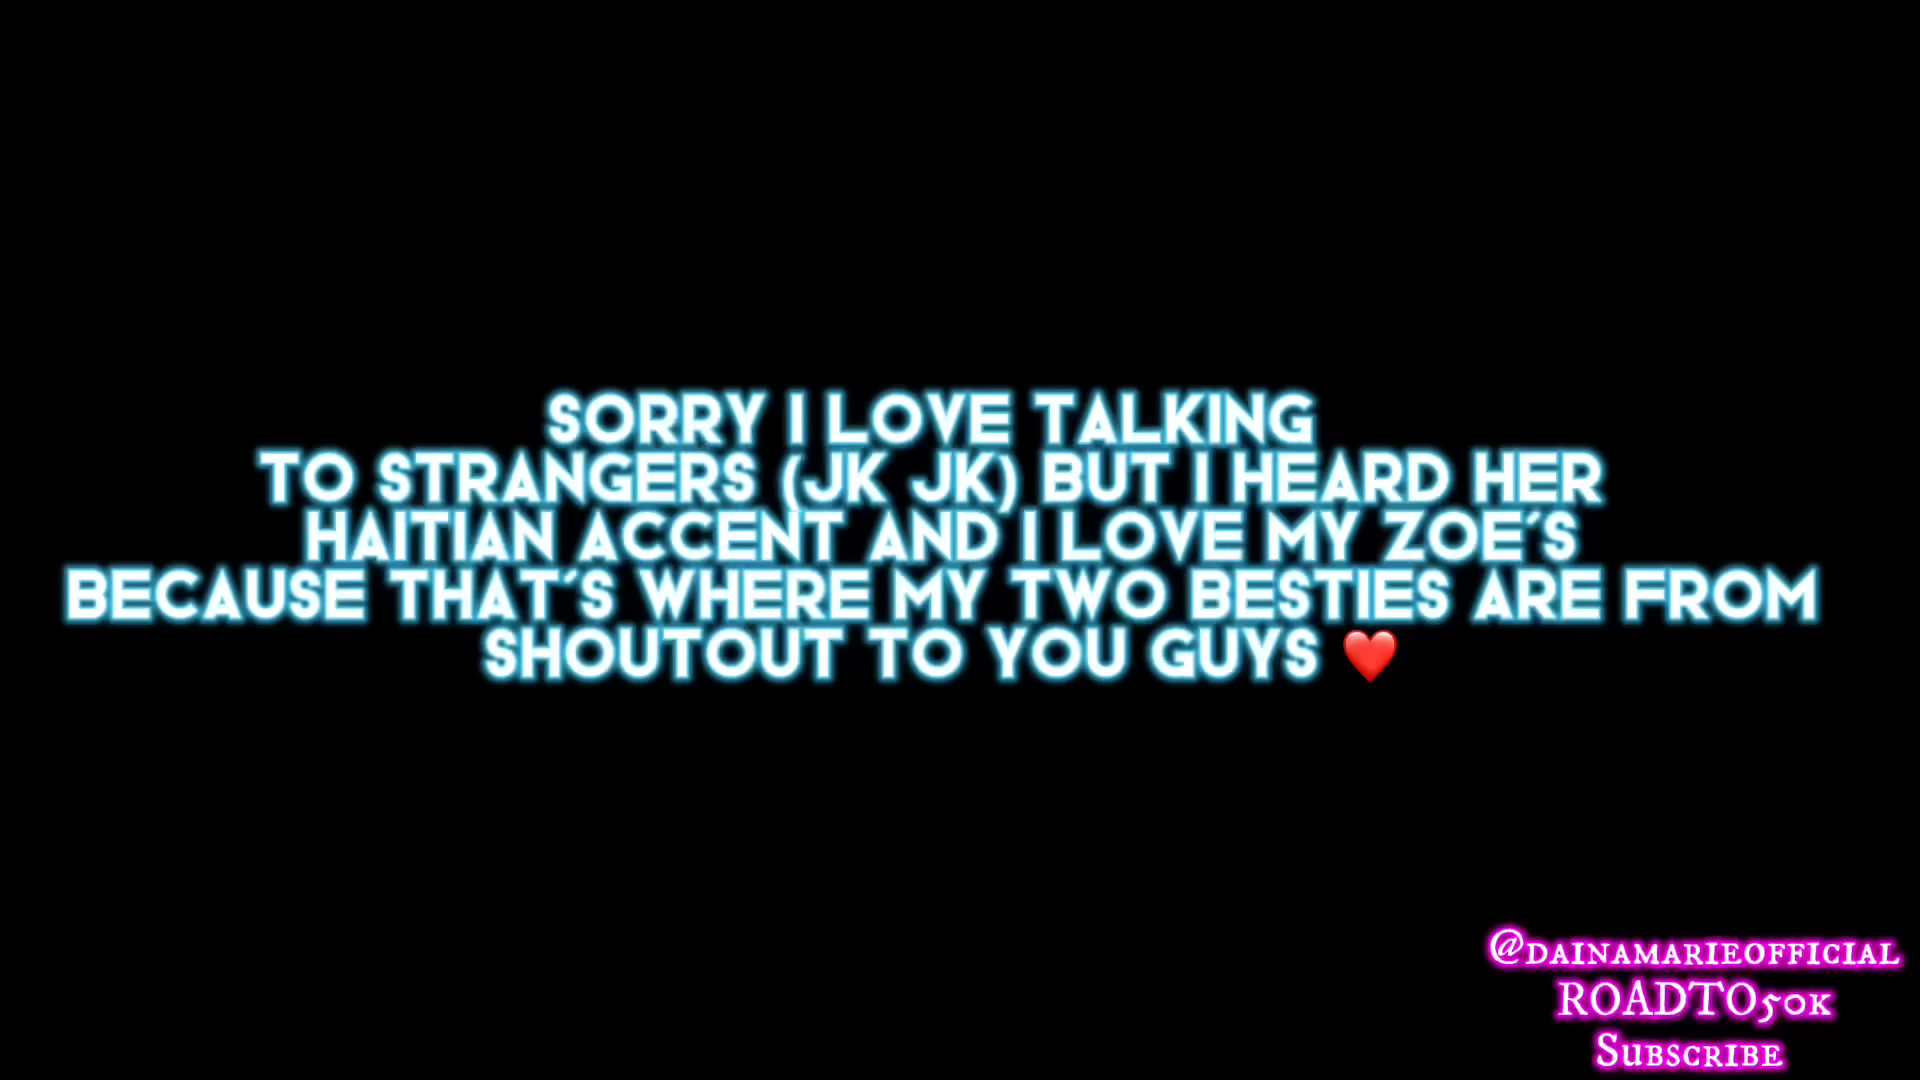 SORRY I LOVE TALKING
TO STRANGERS (JK JK) BUT I HEARD HER
HAITIAN ACCENT AND I LOVE MY ZOE'S
BECAUSE THAT'S WHERE MY TWO BESTIES ARE FROM
SHOUTOUT TO YOU GUYS ❤️
@DAINAMARIEOFFICIAL
ROADTO50K
SUBSCRIBE